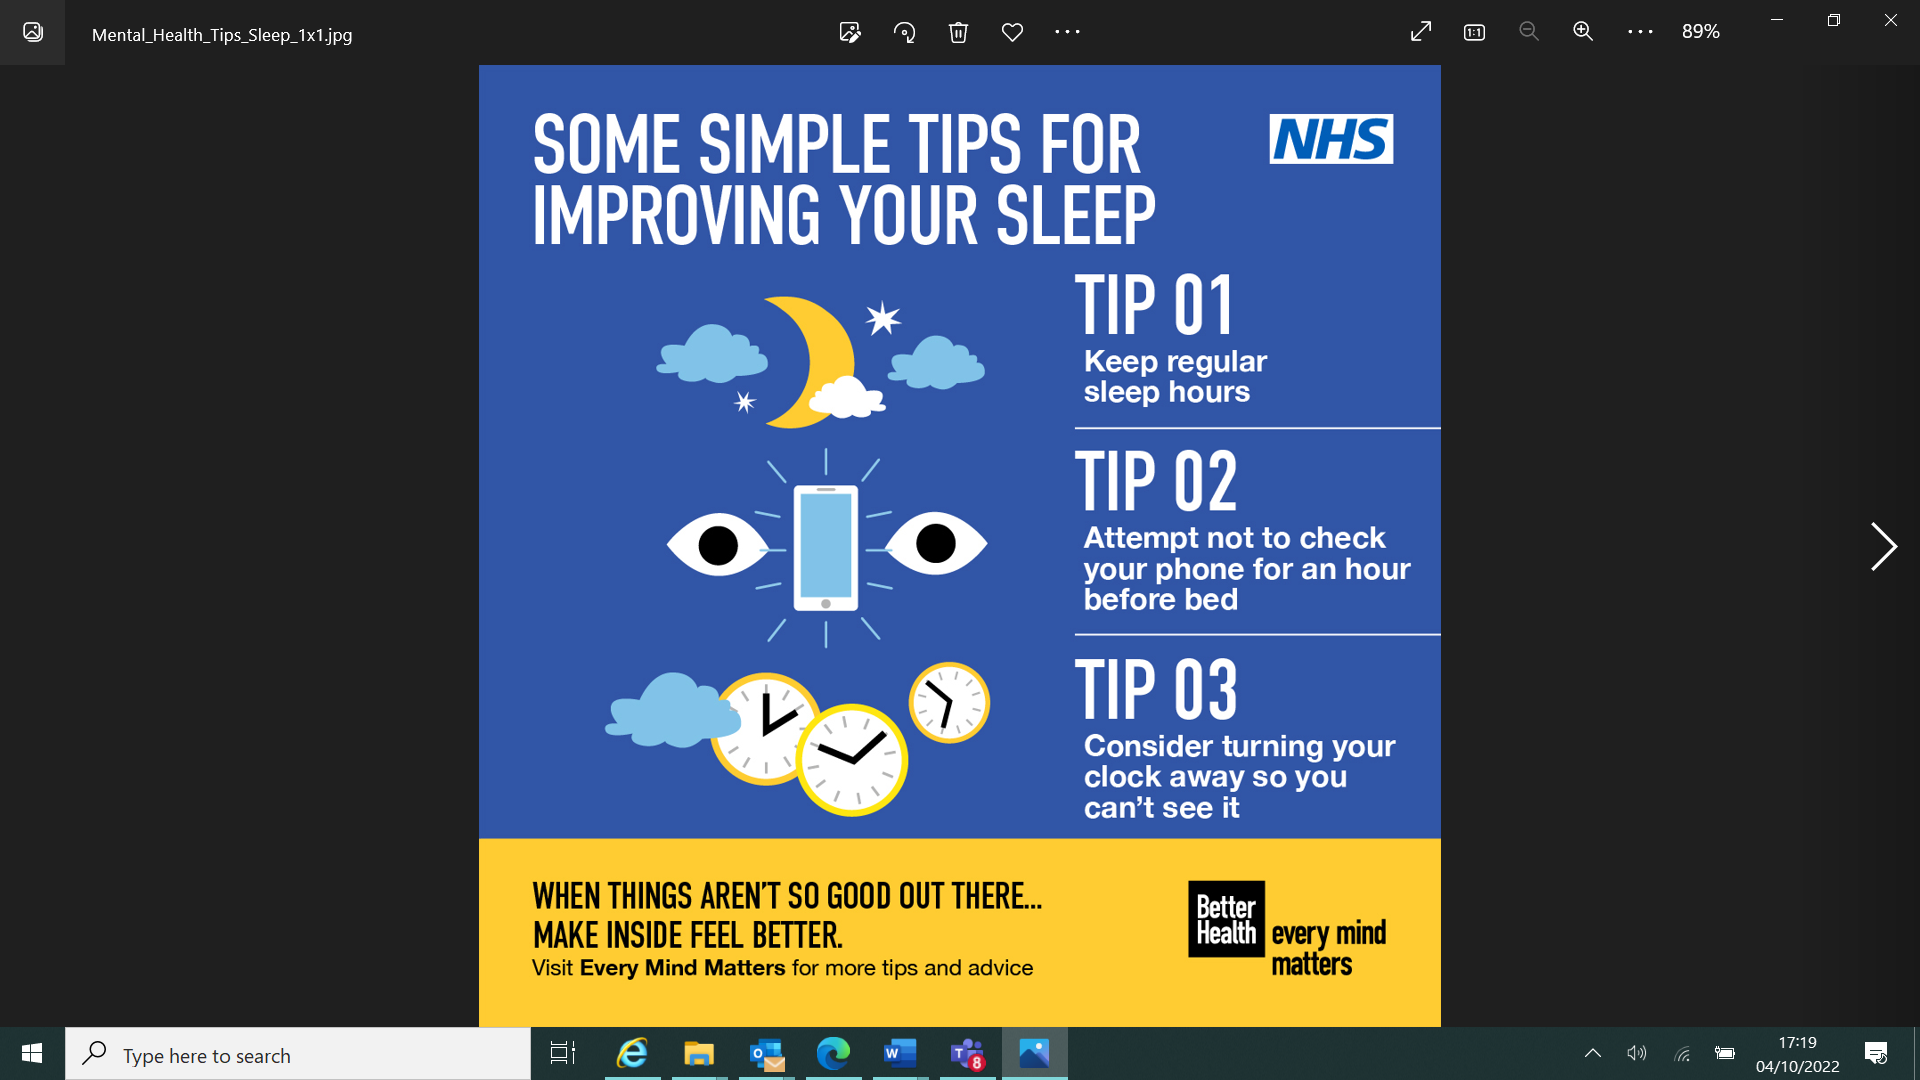 Mental_Health_Tips_Sleep_1x1.jpg
1:1
89%
SOME SIMPLE TIPS FOR
IMPROVING YOUR SLEEP
NHS
TIP 01
Keep regular
sleep hours
TIP 02
Attempt not to check
your phone for an hour
before bed
TIP 03
Consider turning your
clock away so you
can't see it
WHEN THINGS AREN'T SO GOOD OUT THERE...
MAKE INSIDE FEEL BETTER.
Visit Every Mind Matters for more tips and advice
Better
Health
every mind
matters
Type here to search
O
W
T
8
17:19
04/10/2022